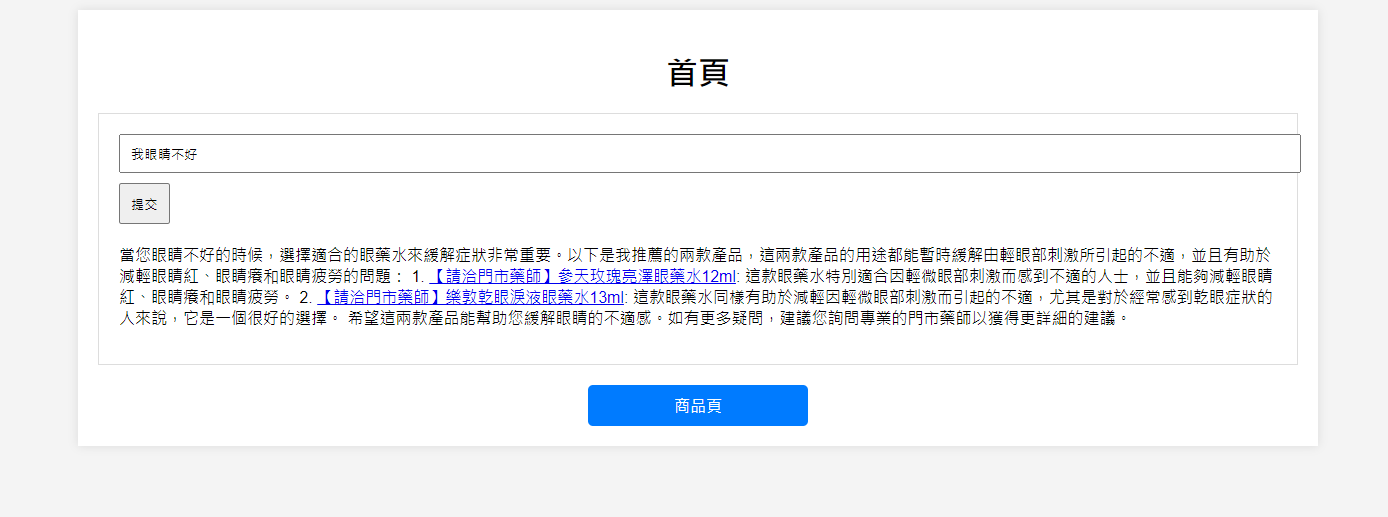 首頁
我眼睛不好
提交
當您眼睛不好的時候，選擇適合的眼藥水來緩解症狀非常重要。以下是我推薦的兩款產品，這兩款產品的用途都能暫時緩解由輕眼部刺激所引起的不適，並且有助於
減輕眼睛紅、眼睛癢和眼睛疲勞的問題： 1. 【請洽門市藥師】參天玫瑰亮澤眼藥水12ml: 這款眼藥水特別適合因輕微眼部刺激而感到不適的人士，並且能夠減輕眼睛
紅、眼睛癢和眼睛疲勞。 2. 【請洽門市藥師】樂敦乾眼淚液眼藥水13ml: 這款眼藥水同樣有助於減輕因輕微眼部刺激而引起的不適，尤其是對於經常感到乾眼症狀的
人來說，它是一個很好的選擇。 希望這兩款產品能幫助您緩解眼睛的不適感。如有更多疑問，建議您詢問專業的門市藥師以獲得更詳細的建議。
商品頁